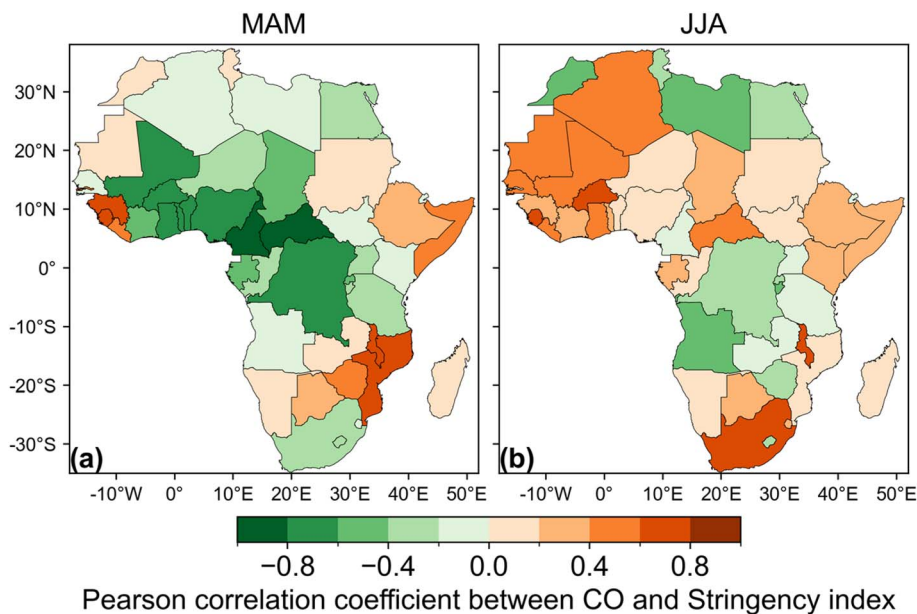 MAM
JJA
30°N
20°N
10°N
0°
-10°S
-20°S
-30°S
(a)
(b)
-10°W
0°
10°E
20°E
30°E
40°E
50°E
-10°W
0°
10°E
20°E
30°E
40°E
50°E
−0.8
−0.4
0.0
0.4
0.8
Pearson correlation coefficient between CO and Stringency index